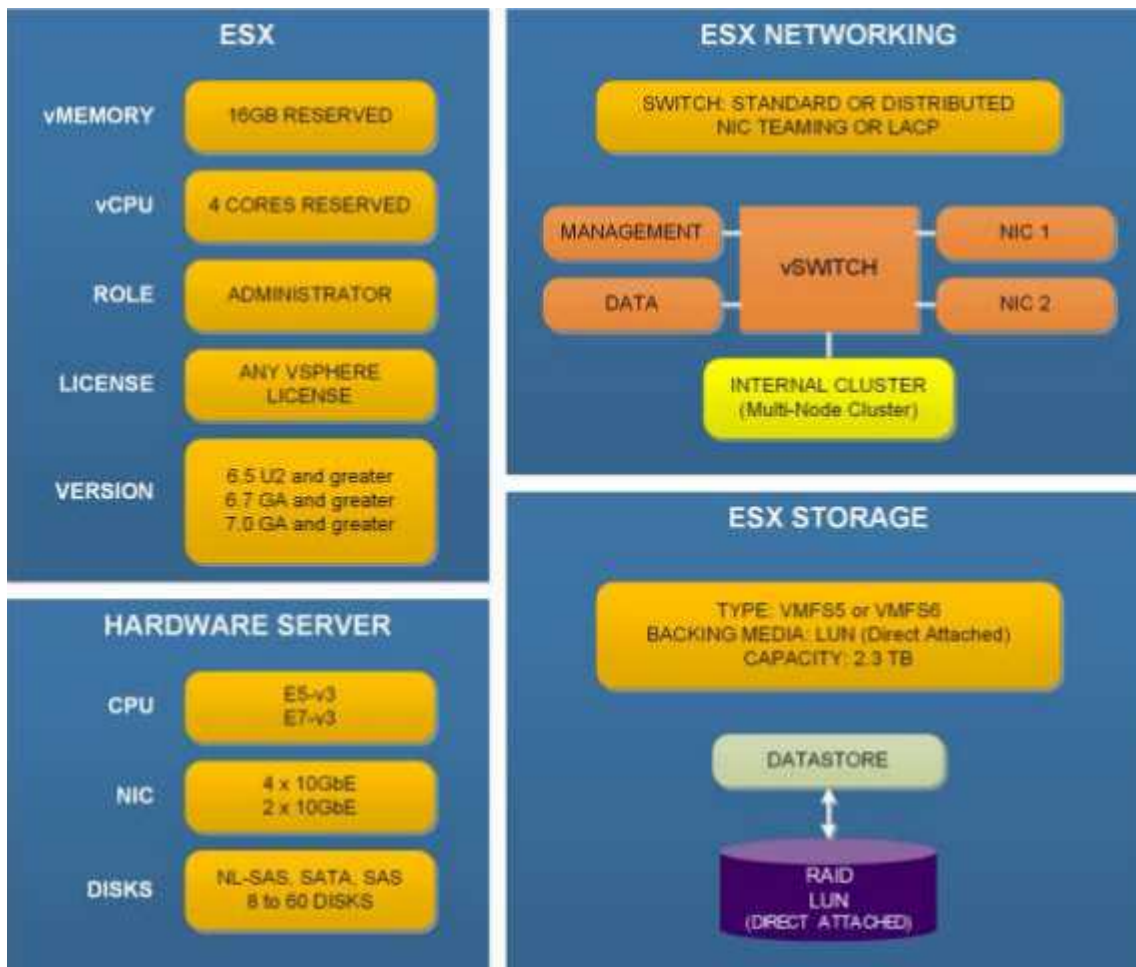 ESX
vMEMORY
16GB RESERVED
vCPU
4 CORES RESERVED
ROLE
ADMINISTRATOR
LICENSE
ANY VSPHERE
LICENSE
VERSION
6.5 U2 and greater
6.7 GA and greater
7.0 GA and greater
HARDWARE SERVER
CPU
E5-v3
E7-v3
NIC
4 x 10GbE
2 x 10GbE
DISKS
NL-SAS, SATA, SAS
8 to 60 DISKS
ESX NETWORKING
SWITCH: STANDARD OR DISTRIBUTED
NIC TEAMING OR LACP
MANAGEMENT
DATA
vSWITCH
NIC 1
NIC 2
INTERNAL CLUSTER
(Multi-Node Cluster)
ESX STORAGE
TYPE: VMFS5 or VMFS6
BACKING MEDIA: LUN (Direct Attached)
CAPACITY: 2.3 TB
DATASTORE
RAID
LUN
(DIRECT ATTACHED)